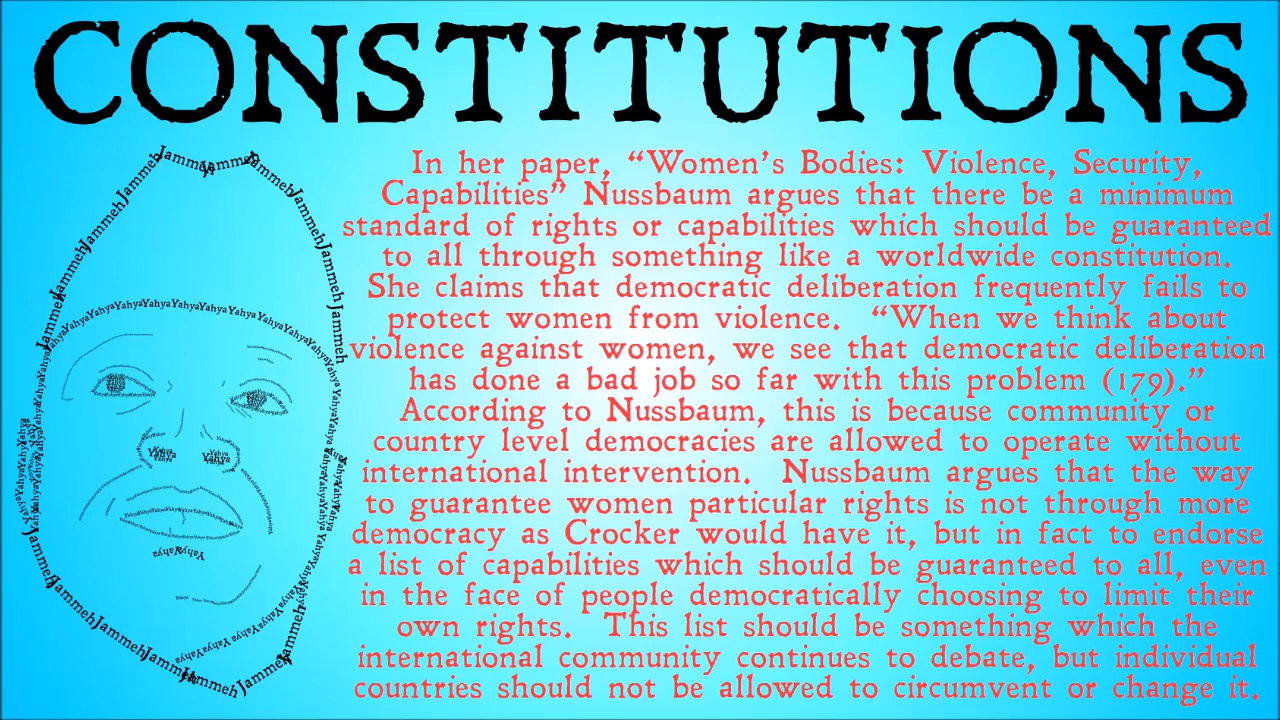 CONSTITUTIONS
In her paper, “Women’s Bodies: Violence, Security,
Capabilities” Nussbaum argues that there be a minimum
standard of rights or capabilities which should be guaranteed
to all through something like a worldwide constitution.
She claims that democratic deliberation frequently fails to
protect women from violence. “When we think about
violence against women, we see that democratic deliberation
has done a bad job so far with this problem (179).”
According to Nussbaum, this is because community or
country level democracies are allowed to operate without
international intervention. Nussbaum argues that the way
to guarantee women particular rights is not through more
democracy as Crocker would have it, but in fact to endorse
a list of capabilities which should be guaranteed to all, even
in the face of people democratically choosing to limit their
own rights. This list should be something which the
international community continues to debate, but individual
countries should not be allowed to circumvent or change it.
Jammeh
Yahya